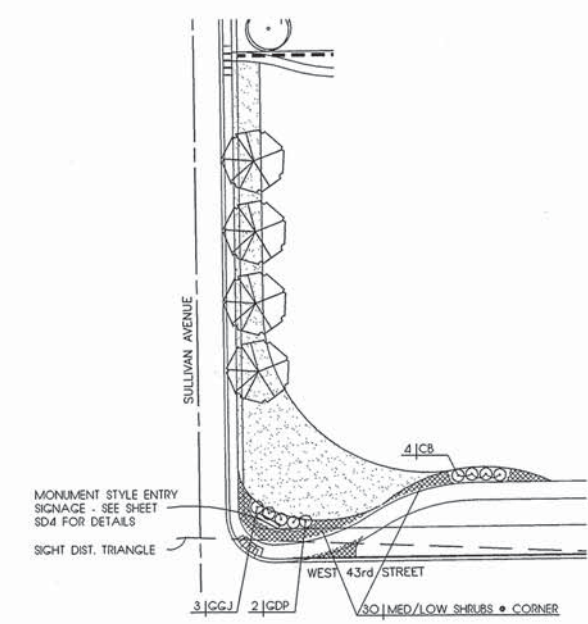 SULLIVAN AVENUE
4 CB
MONUMENT STYLE ENTRY
SIGNAGE - SEE SHEET
SD4 FOR DETAILS
SIGHT DIST. TRIANGLE
WEST 43rd STREET
3 GGJ
2 GDP
30 MED/LOW SHRUBS @ CORNER